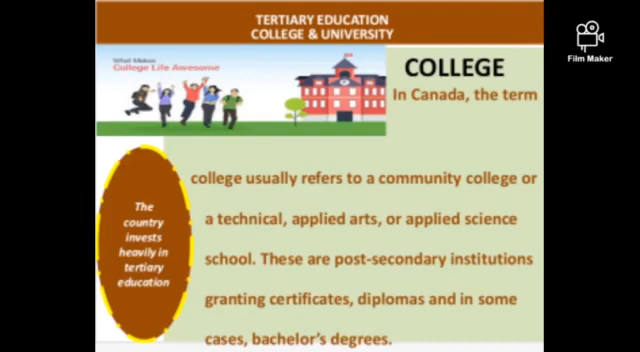 TERTIARY EDUCATION
COLLEGE & UNIVERSITY
Film Maker
What Makes
College Life Awesome
COLLEGE
In Canada, the term
college usually refers to a community college or
a technical, applied arts, or applied science
school. These are post-secondary institutions
granting certificates, diplomas and in some
cases, bachelor's degrees.
The
country
invests
heavily in
tertiary
education